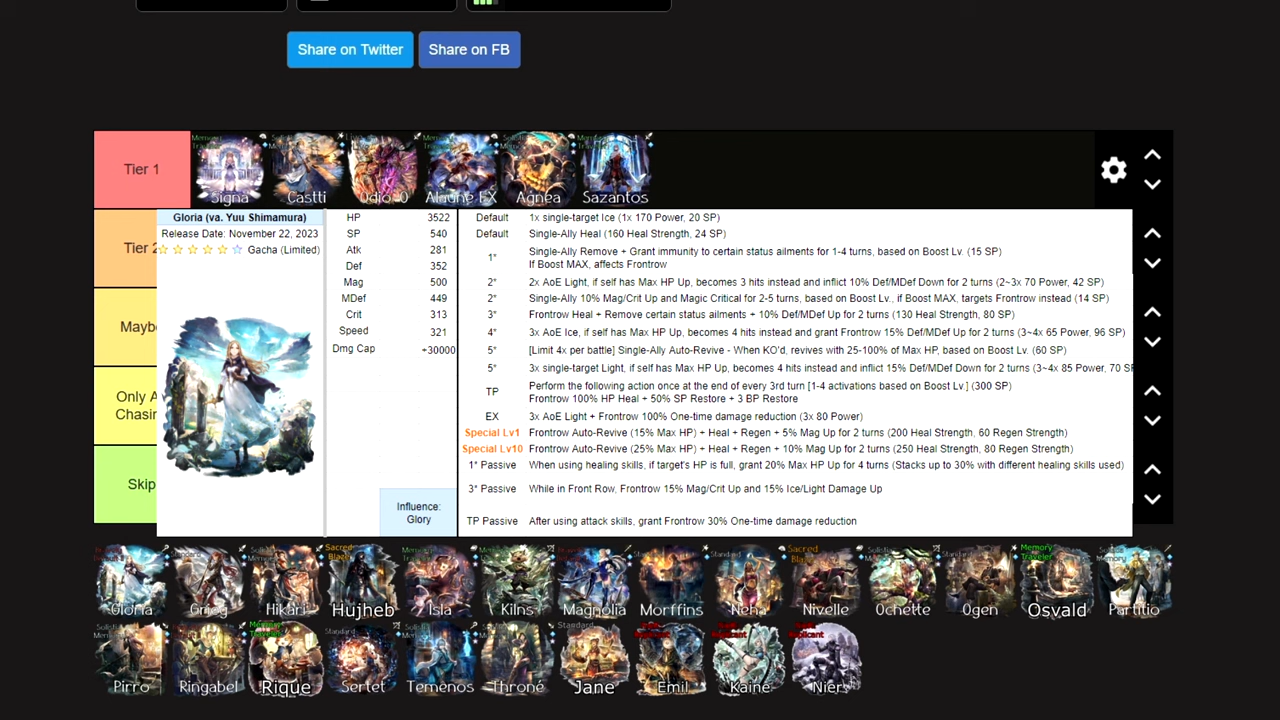 Share on Twitter
Share on FB
Tier 1
Signa
Castti
Odio O
Alaune EX
Agnea
Sazantos
Tier 2
Gloria (va. Yuu Shimamura)
Release Date: November 22, 2023
Gacha (Limited)
HP 3522
SP 540
Atk 281
Def 352
Mag 500
MDef 449
Crit 313
Speed 321
Dmg Cap +30000
Influence:
Glory
Default 1x single-target Ice (1x 170 Power, 20 SP)
Default Single-Ally Heal (160 Heal Strength, 24 SP)
1* Single-Ally Remove + Grant immunity to certain status ailments for 1-4 turns, based on Boost Lv. (15 SP)
If Boost MAX, affects Frontrow
2* 2x AoE Light, if self has Max HP Up, becomes 3 hits instead and inflict 10% Def/MDef Down for 2 turns (2~3x 70 Power, 42 SP)
2* Single-Ally 10% Mag/Crit Up and Magic Critical for 2-5 turns, based on Boost Lv., if Boost MAX, targets Frontrow instead (14 SP)
3* Frontrow Heal + Remove certain status ailments + 10% Def/MDef Up for 2 turns (130 Heal Strength, 80 SP)
4* 3x AoE Ice, if self has Max HP Up, becomes 4 hits instead and grant Frontrow 15% Def/MDef Up for 2 turns (3~4x 65 Power, 96 SP)
5* [Limit 4x per battle] Single-Ally Auto-Revive - When KO'd, revives with 25-100% of Max HP, based on Boost Lv. (60 SP)
5* 3x single-target Light, if self has Max HP Up, becomes 4 hits instead and inflict 15% Def/MDef Down for 2 turns (3~4x 85 Power, 70 SP
TP Perform the following action once at the end of every 3rd turn [1-4 activations based on Boost Lv.] (300 SP)
Frontrow 100% HP Heal + 50% SP Restore + 3 BP Restore
EX 3x AoE Light + Frontrow 100% One-time damage reduction (3x 80 Power)
Special Lv1 Frontrow Auto-Revive (15% Max HP) + Heal + Regen + 5% Mag Up for 2 turns (200 Heal Strength, 60 Regen Strength)
Special Lv10 Frontrow Auto-Revive (25% Max HP) + Heal + Regen + 10% Mag Up for 2 turns (250 Heal Strength, 80 Regen Strength)
1* Passive When using healing skills, if target's HP is full, grant 20% Max HP Up for 4 turns (Stacks up to 30% with different healing skills used)
3* Passive While in Front Row, Frontrow 15% Mag/Crit Up and 15% Ice/Light Damage Up
TP Passive After using attack skills, grant Frontrow 30% One-time damage reduction
Mayb
Only A
Chasin
Skip
Gloria
Grieg
Hikari
Sacred
Blaze
Hujheb
Isla
Kilns
Magnolia
Morffins
Standard
Neha
Sacred
Blaze
Nivelle
Ochette
Standard
Ogen
Memory
Traveler
Osvald
Partitio
Pirro
Ringabel
Memory
Traveler
Rique
Standard
Sertet
Temenos
Throné
Standard
Jane
Emil
Kaine
Nier